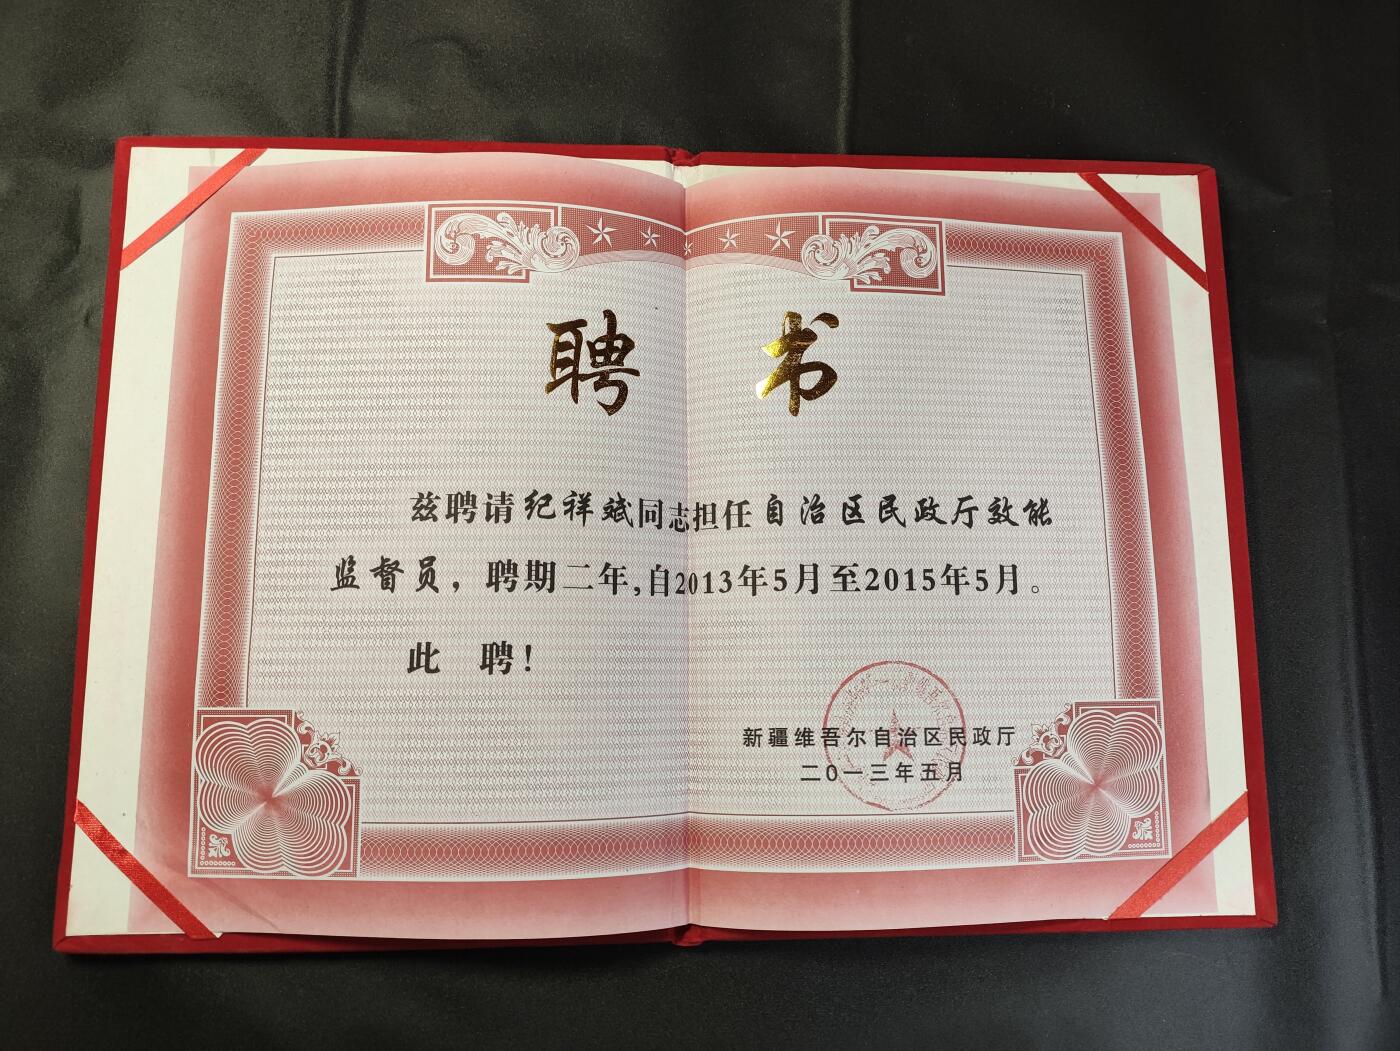 聘书
兹聘请纪祥斌同志担任自治区民政厅效能
监督员，聘期二年,自2013年5月至2015年5月。
此 聘!
新疆维吾尔自治区民政厅
二0一三年五月